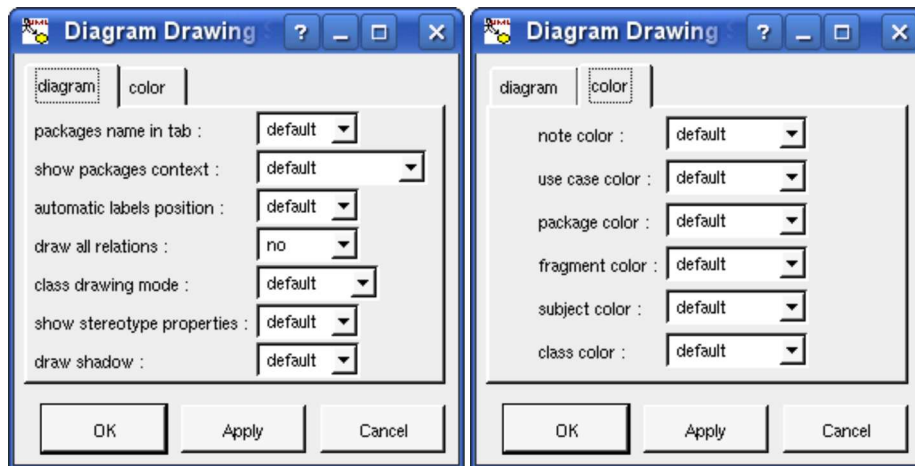 Diagram Drawing
diagram color
packages name in tab : default
show packages context : default
automatic labels position : default
draw all relations : no
class drawing mode : default
show stereotype properties : default
draw shadow : default
OK Apply Cancel
Diagram Drawing
diagram color
note color : default
use case color : default
package color : default
fragment color : default
subject color : default
class color : default
OK Apply Cancel